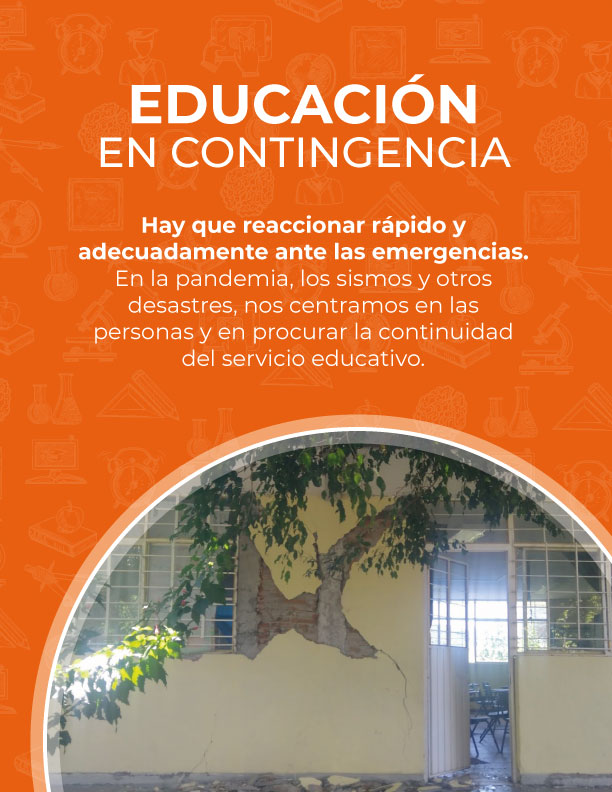 EDUCACIÓN
EN CONTINGENCIA
Hay que reaccionar rápido y
adecuadamente ante las emergencias.
En la pandemia, los sismos y otros
desastres, nos centramos en las
personas y en procurar la continuidad
del servicio educativo.